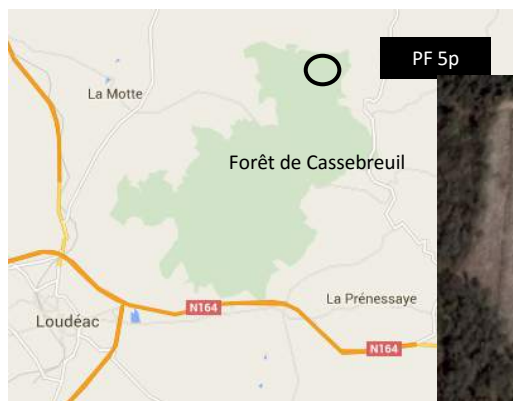 PF 5p
La Motte
Forêt de Cassebreuil
La Prénessaye
N164
Loudéac
N164